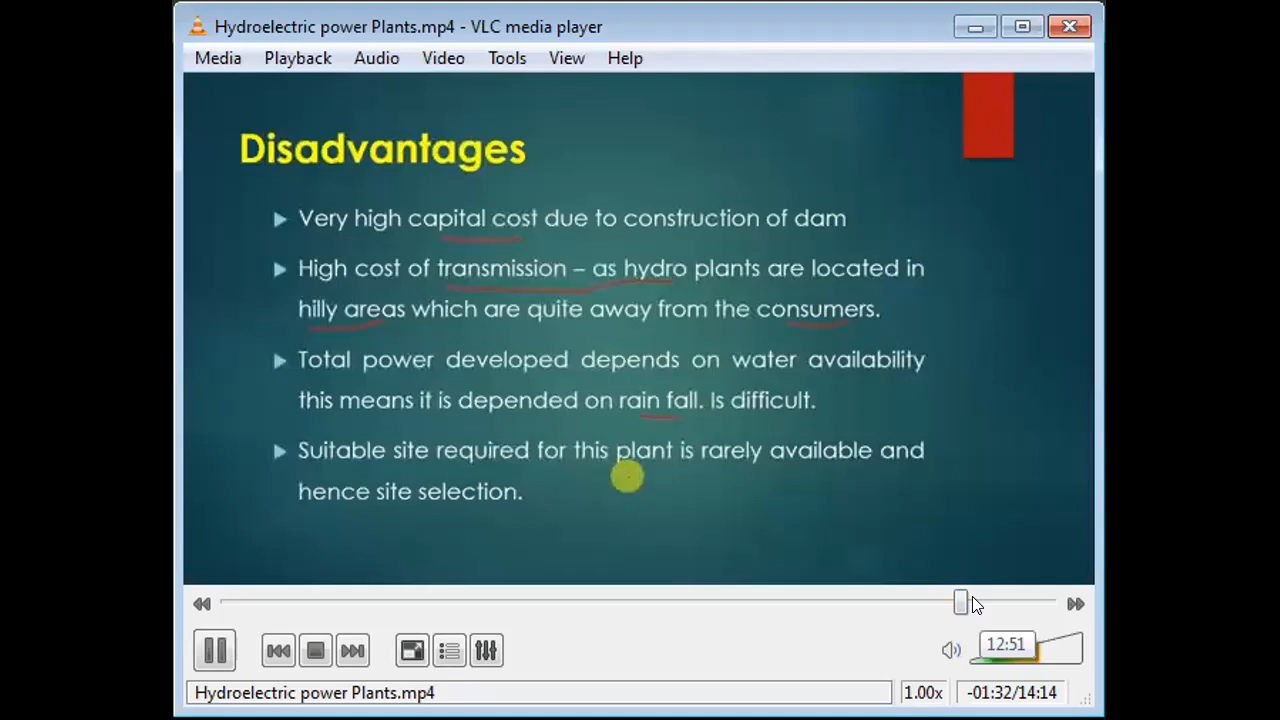 Hydroelectric power Plants.mp4 - VLC media player
Media Playback Audio Video Tools View Help
Disadvantages
Very high capital cost due to construction of dam
High cost of transmission – as hydro plants are located in
hilly areas which are quite away from the consumers.
Total power developed depends on water availability
this means it is depended on rain fall. Is difficult.
Suitable site required for this plant is rarely available and
hence site selection.
12:51
Hydroelectric power Plants.mp4 1.00x -01:32/14:14